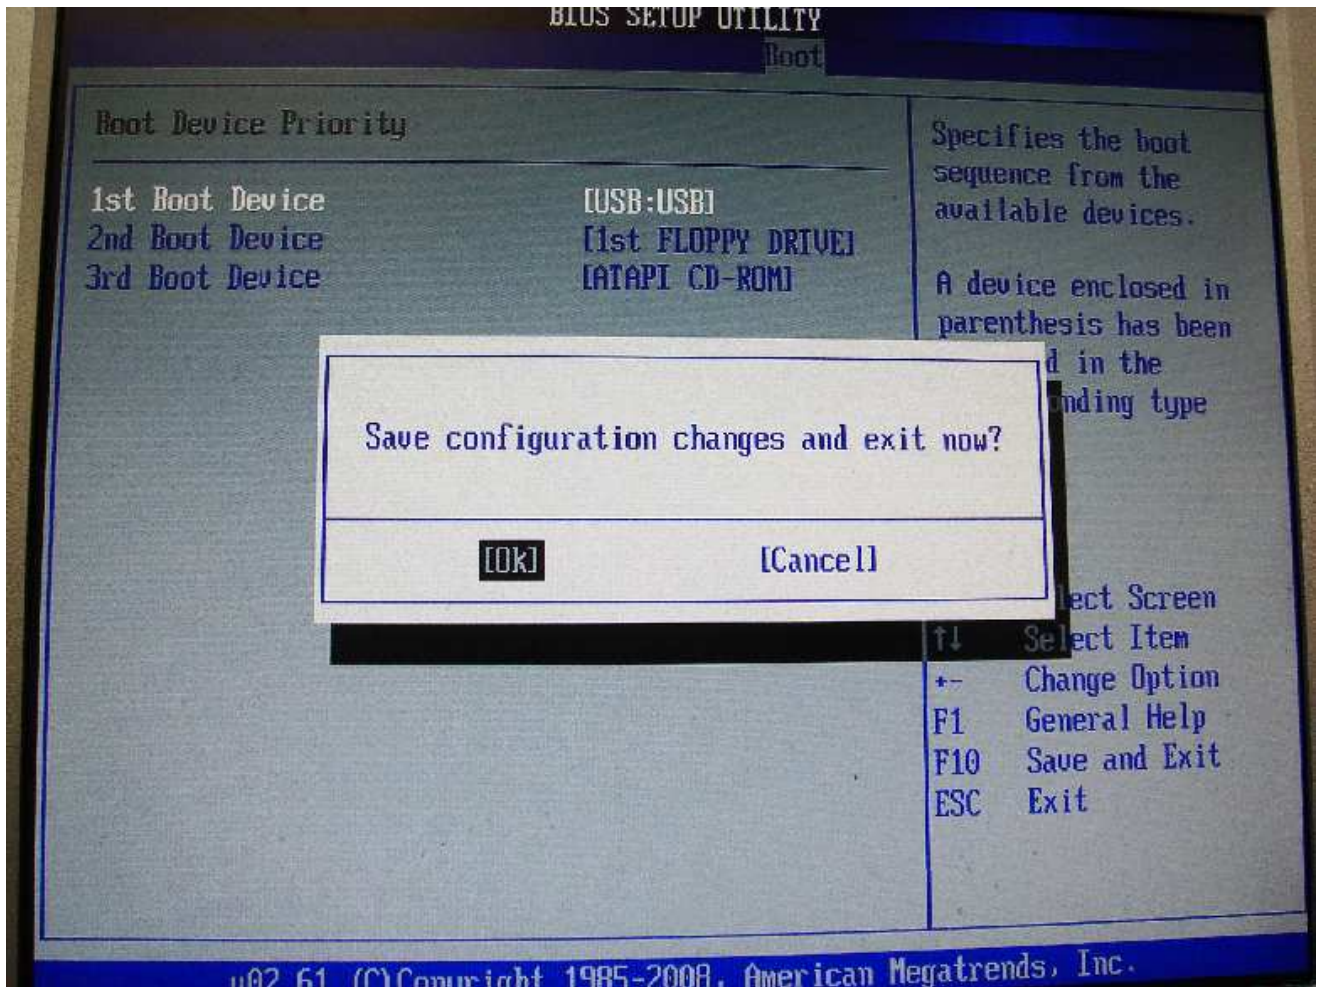 BIOS SETUP UTILITY
Boot
Boot Device Priority
1st Boot Device [USB:USB]
2nd Boot Device [1st FLOPPY DRIVE]
3rd Boot Device [ATAPI CD-ROM]
Specifies the boot
sequence from the
available devices.
A device enclosed in
parenthesis has been
d in the
nding type
Save configuration changes and exit now?
[Ok] [Cancel]
ect Screen
↑↓ Select Item
+- Change Option
F1 General Help
F10 Save and Exit
ESC Exit
v02.61 (C)Copyright 1985-2008, American Megatrends, Inc.